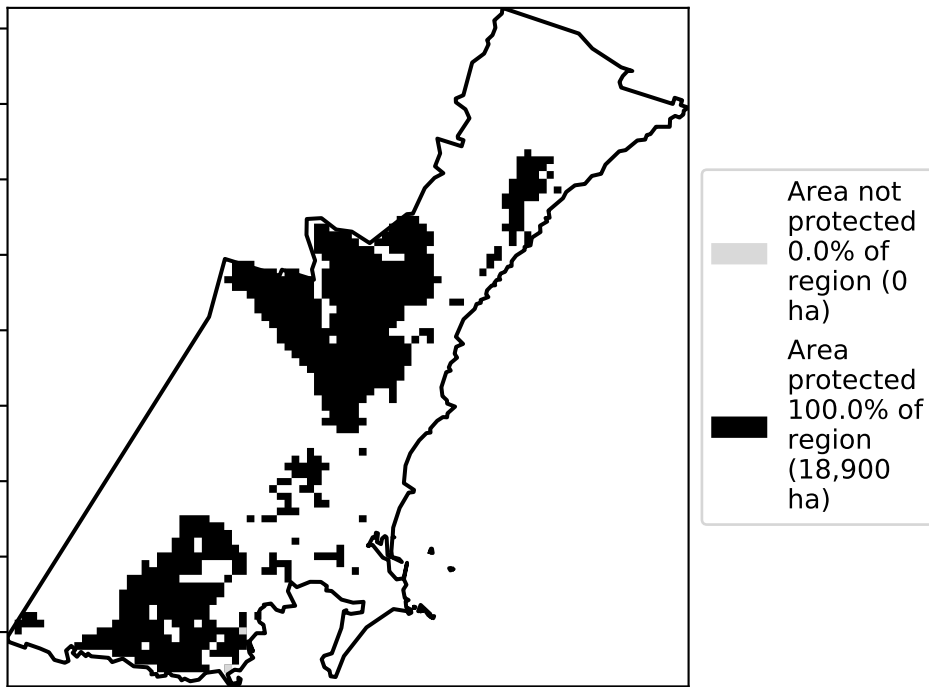 Area not
protected
0.0% of
region (0
ha)
Area
protected
100.0% of
region
(18,900
ha)